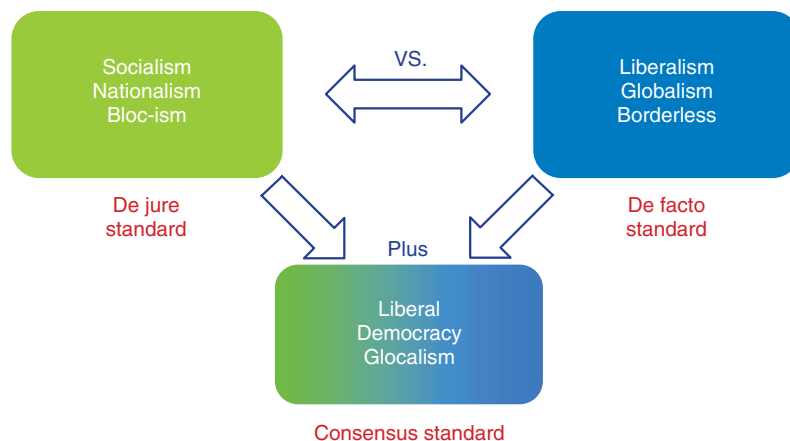 Socialism
Nationalism
Bloc-ism
VS.
Liberalism
Globalism
Borderless
De jure
standard
De facto
standard
Plus
Liberal
Democracy
Glocalism
Consensus standard